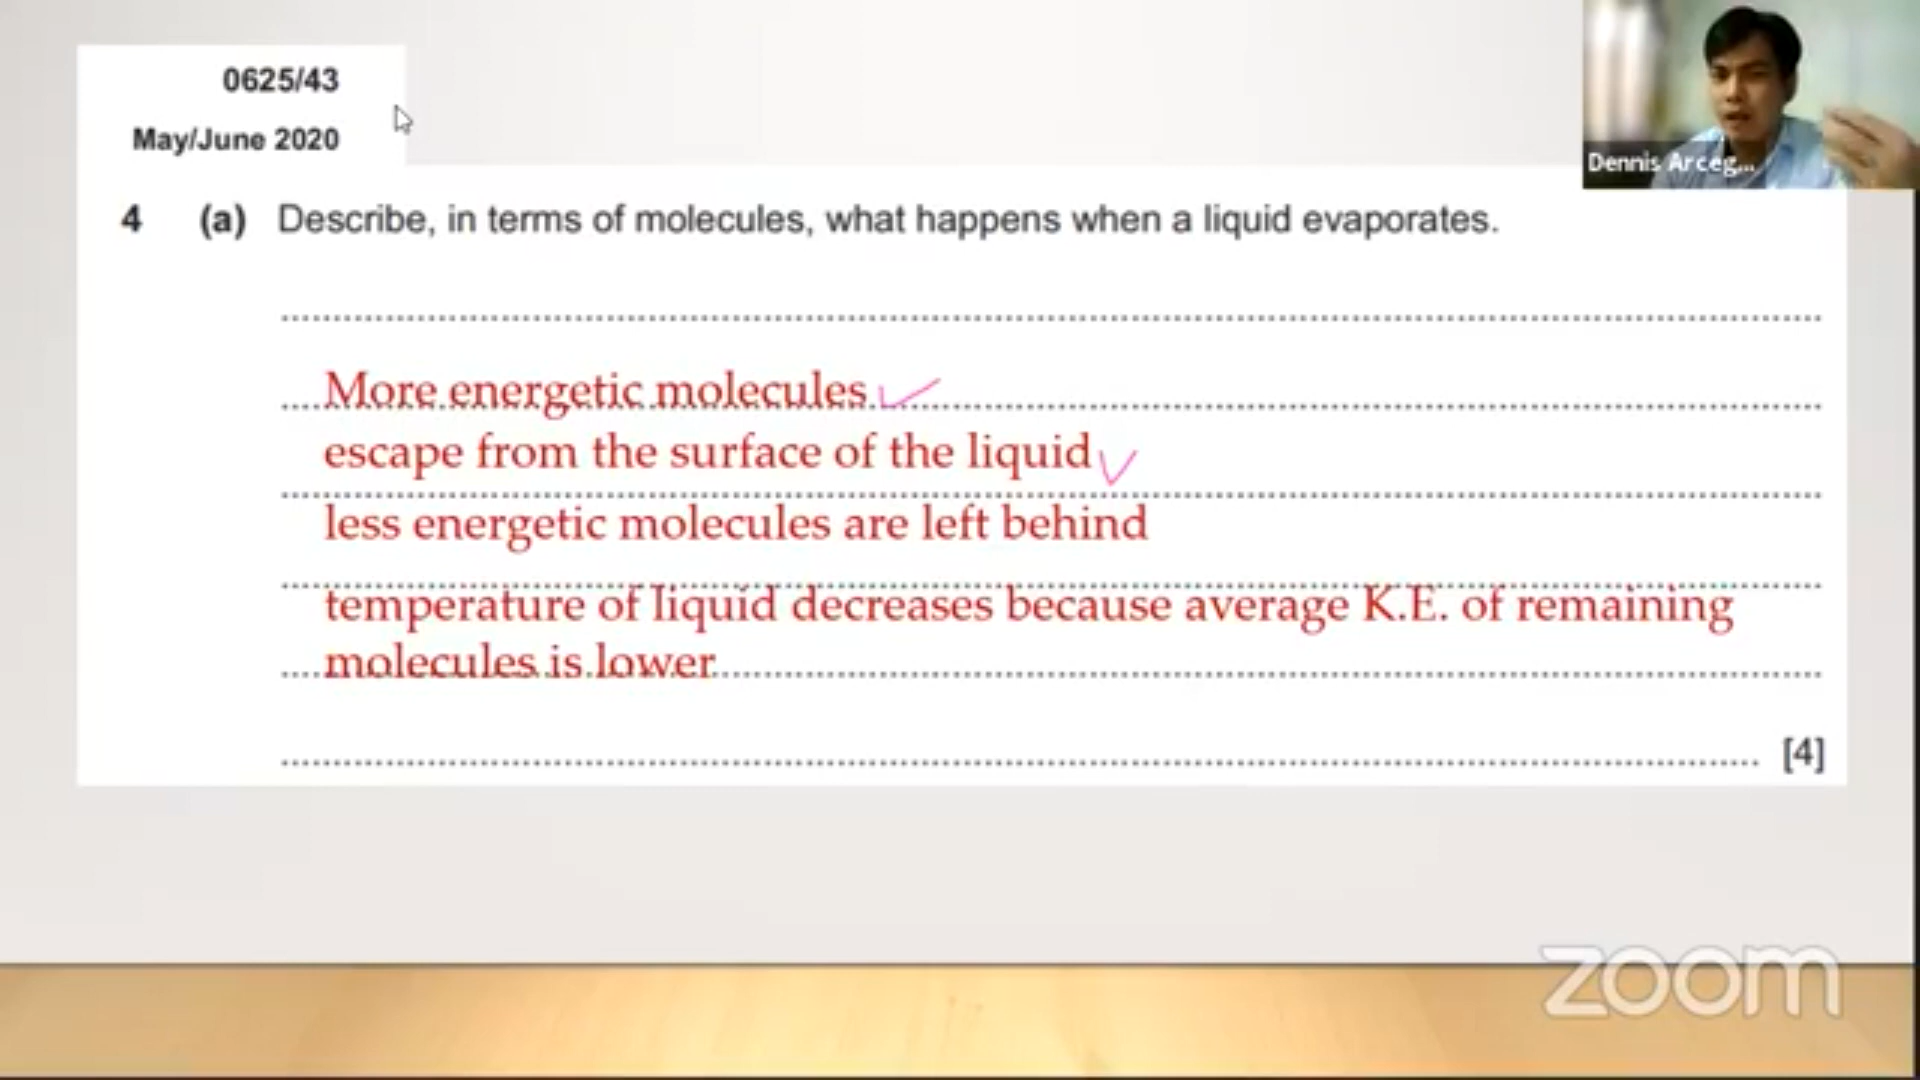 0625/43
May/June 2020
Dennis Arceg...
4 (a) Describe, in terms of molecules, what happens when a liquid evaporates.
More energetic molecules
escape from the surface of the liquid
less energetic molecules are left behind
temperature of liquid decreases because average K.E. of remaining
molecules is lower
[4]
zoom